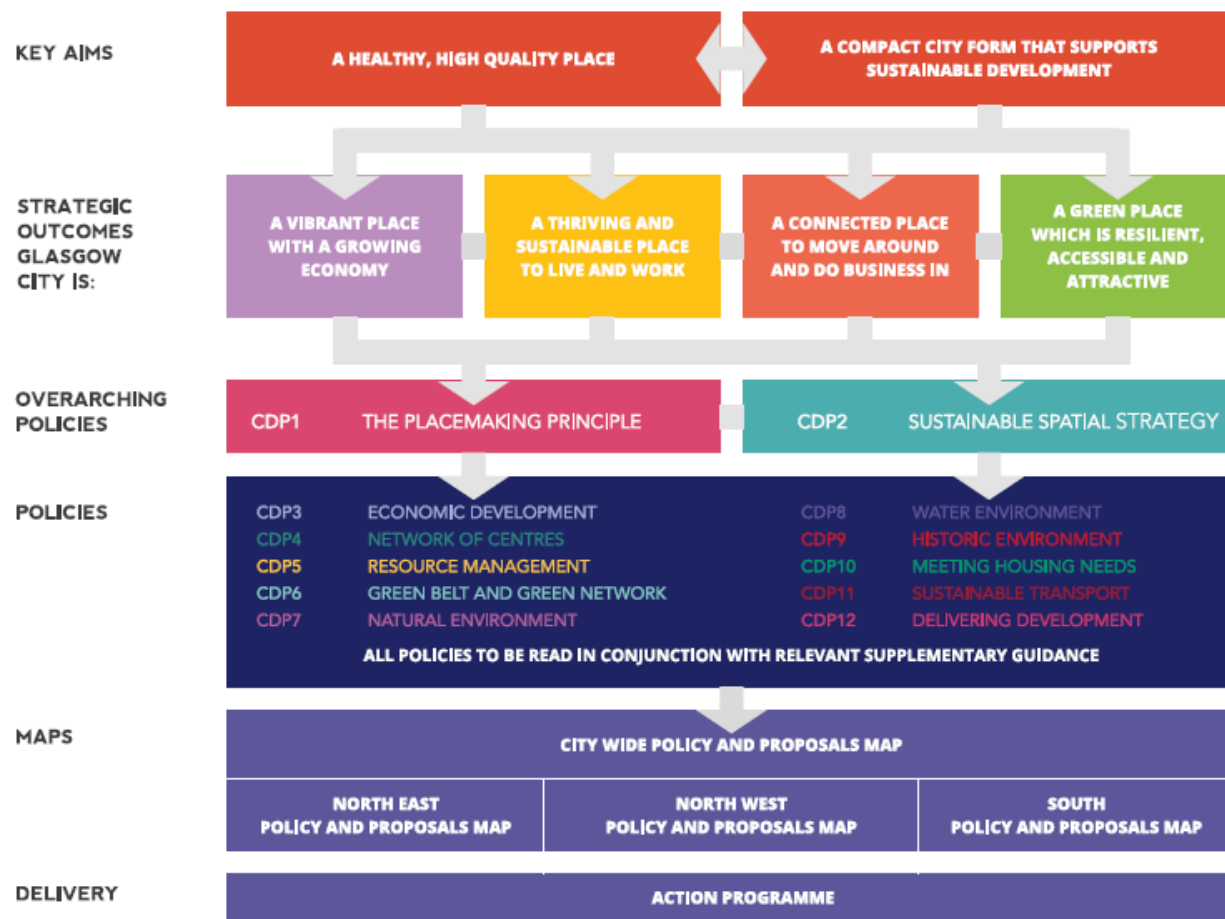 KEY AIMS
A HEALTHY, HIGH QUALITY PLACE
A COMPACT CITY FORM THAT SUPPORTS
SUSTAINABLE DEVELOPMENT
STRATEGIC
OUTCOMES
GLASGOW
CITY IS:
A VIBRANT PLACE
WITH A GROWING
ECONOMY
A THRIVING AND
SUSTAINABLE PLACE
TO LIVE AND WORK
A CONNECTED PLACE
TO MOVE AROUND
AND DO BUSINESS IN
A GREEN PLACE
WHICH IS RESILIENT,
ACCESSIBLE AND
ATTRACTIVE
OVERARCHING
POLICIES
CDP1 THE PLACEMAKING PRINCIPLE
CDP2 SUSTAINABLE SPATIAL STRATEGY
POLICIES
CDP3 ECONOMIC DEVELOPMENT
CDP4 NETWORK OF CENTRES
CDP5 RESOURCE MANAGEMENT
CDP6 GREEN BELT AND GREEN NETWORK
CDP7 NATURAL ENVIRONMENT
CDP8 WATER ENVIRONMENT
CDP9 HISTORIC ENVIRONMENT
CDP10 MEETING HOUSING NEEDS
CDP11 SUSTAINABLE TRANSPORT
CDP12 DELIVERING DEVELOPMENT
ALL POLICIES TO BE READ IN CONJUNCTION WITH RELEVANT SUPPLEMENTARY GUIDANCE
MAPS
CITY WIDE POLICY AND PROPOSALS MAP
NORTH EAST
POLICY AND PROPOSALS MAP
NORTH WEST
POLICY AND PROPOSALS MAP
SOUTH
POLICY AND PROPOSALS MAP
DELIVERY
ACTION PROGRAMME